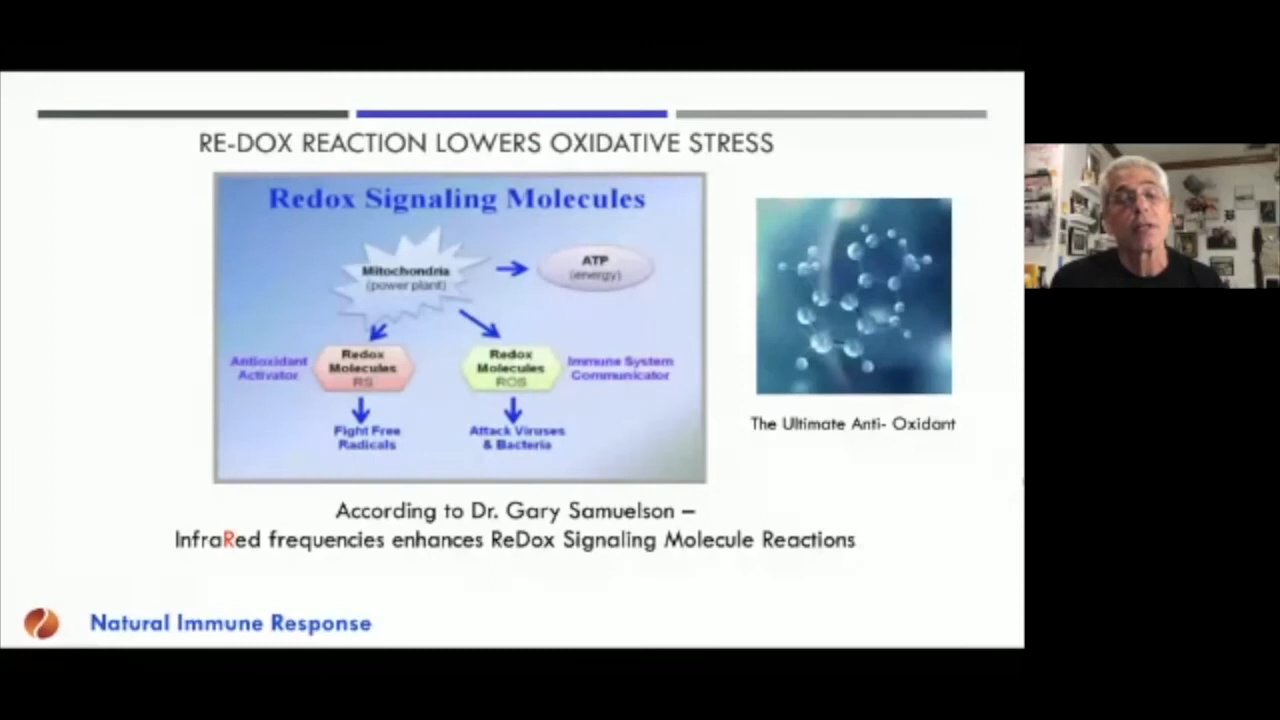 RE-DOX REACTION LOWERS OXIDATIVE STRESS
Redox Signaling Molecules
Mitochondria
(power plant)
ATP
(energy)
Antioxidant
Activator
Redox
Molecules
RS
Redox
Molecules
ROS
Immune System
Communicator
Fight Free
Radicals
Attack Viruses
& Bacteria
The Ultimate Anti- Oxidant
According to Dr. Gary Samuelson –
InfraRed frequencies enhances ReDox Signaling Molecule Reactions
Natural Immune Response